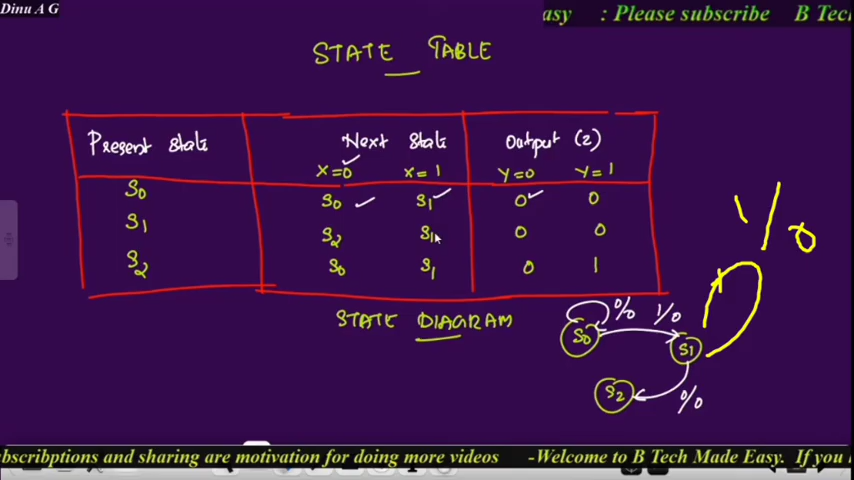 Dinu A G
asy : Please subscribe B Tech
STATE TABLE
Present State Next State Output (Z)
X=0 X=1 Y=0 Y=1
S0 S0 S1 0 0
S1 S2 S1 0 0
S2 S0 S1 0 1
1/0
STATE DIAGRAM
0/0 1/0
S0 S1
S2 0/0
ubscribptions and sharing are motivation for doing more videos -Welcome to B Tech Made Easy. If you